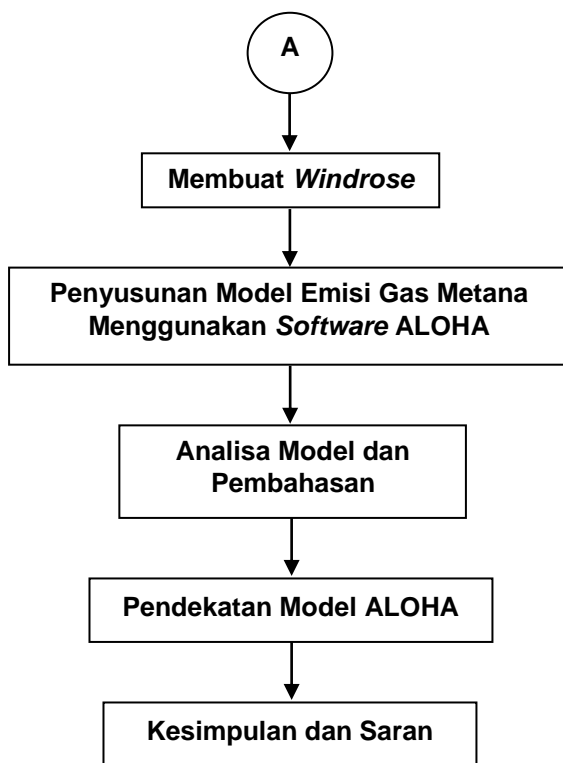 A
Membuat Windrose
Penyusunan Model Emisi Gas Metana
Menggunakan Software ALOHA
Analisa Model dan
Pembahasan
Pendekatan Model ALOHA
Kesimpulan dan Saran